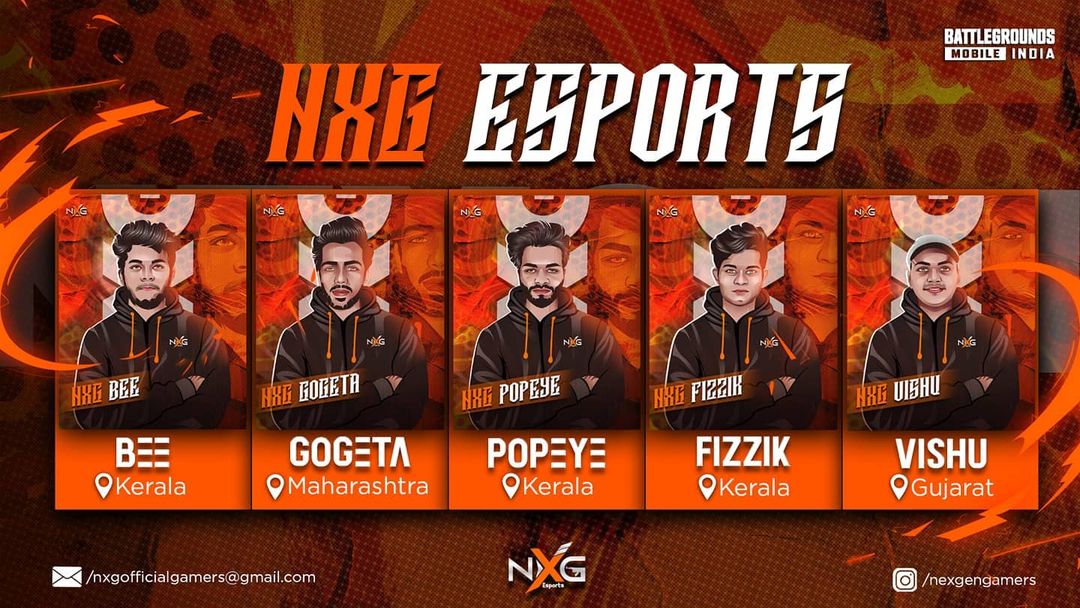 BATTLEGROUNDS
MOBILE INDIA
NXG ESPORTS
NXG
NXG
NXG
NXG
NXG
NXG
NXG
NXG
NXG
NXG
NXG BEE
NXG GOGETA
NXG POPEYE
NXG FIZZIK
NXG VISHU
BEE
GOGETA
POPEYE
FIZZIK
VISHU
Kerala
Maharashtra
Kerala
Kerala
Gujarat
NXG
Esports
/nxgofficialgamers@gmail.com
/nexgengamers